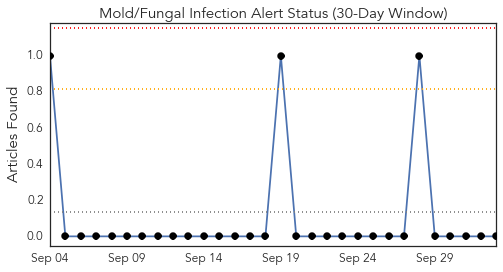 Mold/Fungal Infection Alert Status (30-Day Window)
Articles Found
1.0
0.8
0.6
0.4
0.2
0.0
Sep 04 Sep 09 Sep 14 Sep 19 Sep 24 Sep 29